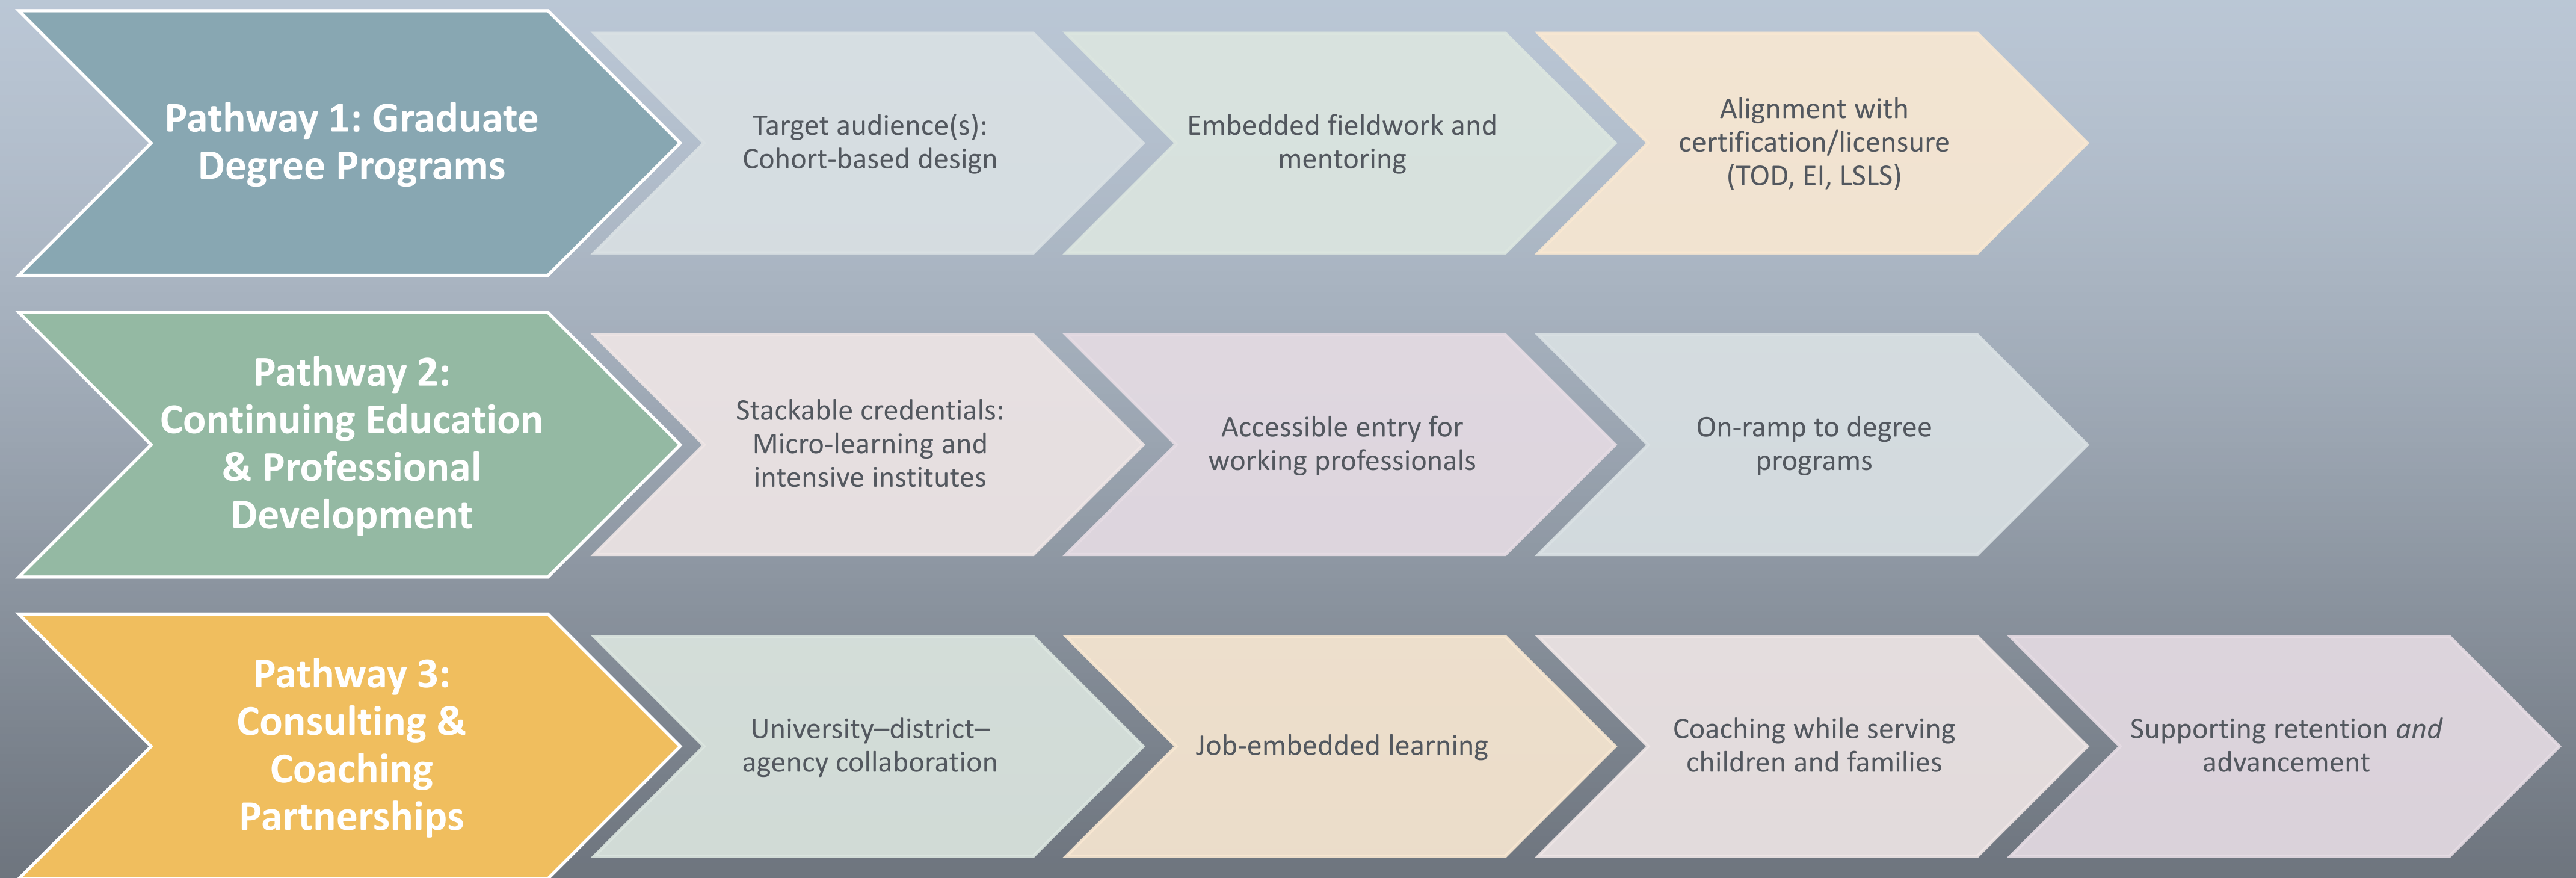 Pathway 1: Graduate
Degree Programs
Target audience(s):
Cohort-based design
Embedded fieldwork and
mentoring
Alignment with
certification/licensure
(TOD, EI, LSLS)
Pathway 2:
Continuing Education
& Professional
Development
Stackable credentials:
Micro-learning and
intensive institutes
Accessible entry for
working professionals
On-ramp to degree
programs
Pathway 3:
Consulting &
Coaching
Partnerships
University–district–
agency collaboration
Job-embedded learning
Coaching while serving
children and families
Supporting retention and
advancement